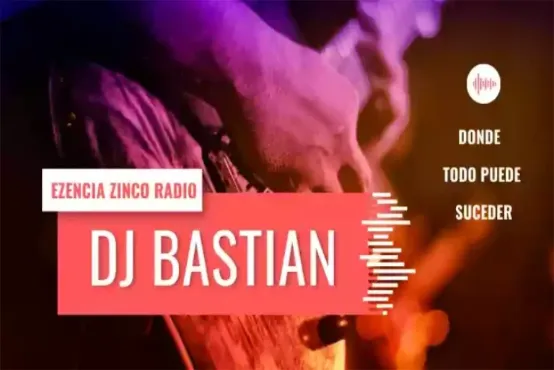 EZENCIA ZINCO RADIO
DJ BASTIAN
DONDE
TODO PUEDE
SUCEDER